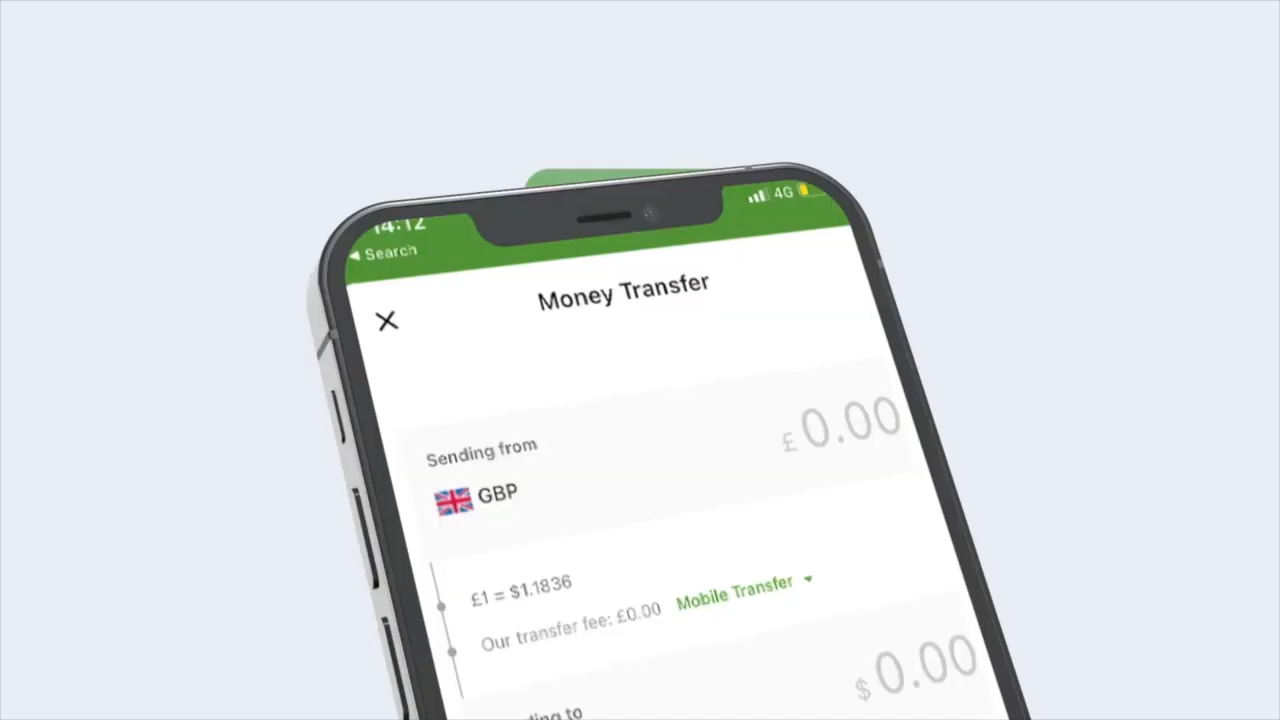 14:12
4G
◀ Search
Money Transfer
Sending from
£ 0.00
GBP
£1 = $1.1836
Our transfer fee: £0.00 Mobile Transfer
$ 0.00
to